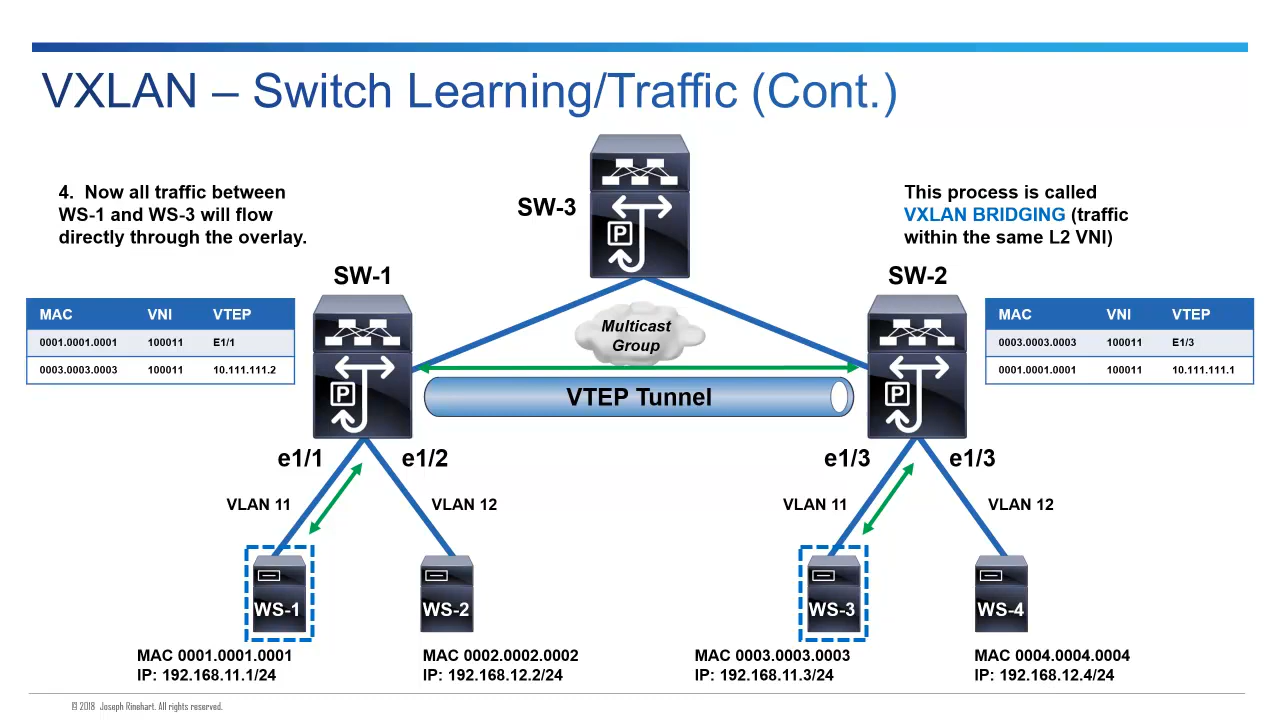 VXLAN – Switch Learning/Traffic (Cont.)
4. Now all traffic between
WS-1 and WS-3 will flow
directly through the overlay.
SW-3
P
This process is called
VXLAN BRIDGING (traffic
within the same L2 VNI)
SW-1
SW-2
MAC VNI VTEP
0001.0001.0001 100011 E1/1
0003.0003.0003 100011 10.111.111.2
P
Multicast
Group
VTEP Tunnel
P
MAC VNI VTEP
0003.0003.0003 100011 E1/3
0001.0001.0001 100011 10.111.111.1
e1/1 e1/2
e1/3 e1/3
VLAN 11 VLAN 12
VLAN 11 VLAN 12
WS-1
WS-2
WS-3
WS-4
MAC 0001.0001.0001
IP: 192.168.11.1/24
MAC 0002.0002.0002
IP: 192.168.12.2/24
MAC 0003.0003.0003
IP: 192.168.11.3/24
MAC 0004.0004.0004
IP: 192.168.12.4/24
© 2018 Joseph Rinehart. All rights reserved.